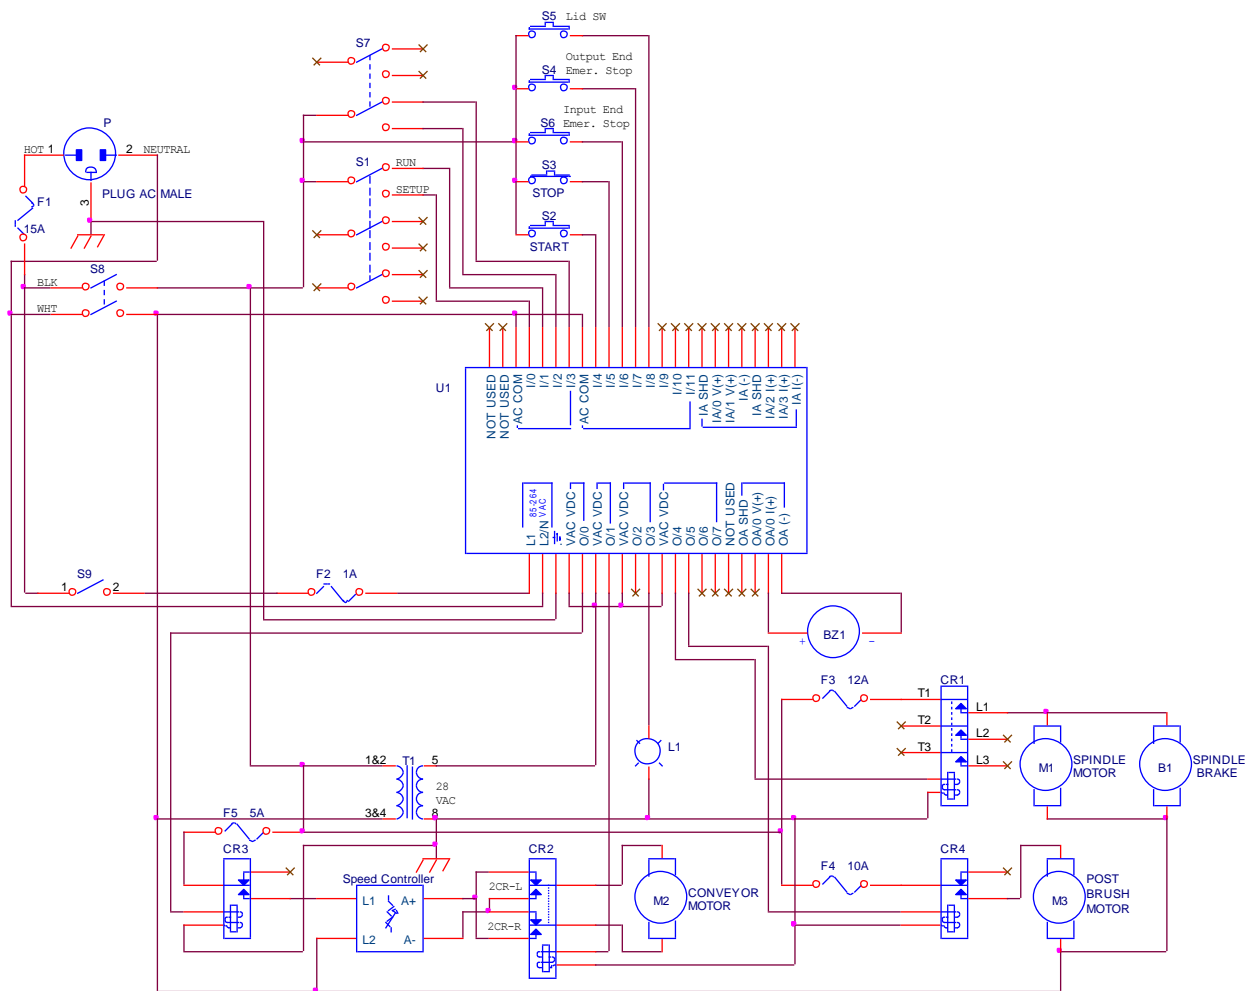 S5 Lid SW
S7
Output End
S4 Emer. Stop
Input End
S6 Emer. Stop
P
HOT 1
2 NEUTRAL
S1
RUN
S3
STOP
SETUP
PLUG AC MALE
3
F1
15A
S2
START
S8
BLK
WHT
U1
NOT USED
NOT USED
AC COM
I/0
I/1
I/2
I/3
AC COM
I/4
I/5
I/6
I/7
I/8
I/9
I/10
I/11
IA SHD
IA/0 V(+)
IA/1 V(+)
IA (-)
IA SHD
IA/2 I(+)
IA/3 I(+)
IA I(-)
85-264
VAC
L1
L2/N
VAC VDC
O/0
VAC VDC
O/1
VAC VDC
O/2
O/3
VAC VDC
O/4
O/5
O/6
O/7
NOT USED
OA SHD
OA/0 V(+)
OA/0 I(+)
OA (-)
1 S9 2
F2 1A
+ BZ1 -
F3 12A
CR1
T1
L1
T2
L2
T3
L3
L1
M1
SPINDLE
MOTOR
B1
SPINDLE
BRAKE
1&2 T1 5
28
VAC
3&4 8
F5 5A
CR3
Speed Controller
L1 A+
L2 A-
CR2
2CR-L
2CR-R
M2
CONVEYOR
MOTOR
F4 10A
CR4
M3
POST
BRUSH
MOTOR